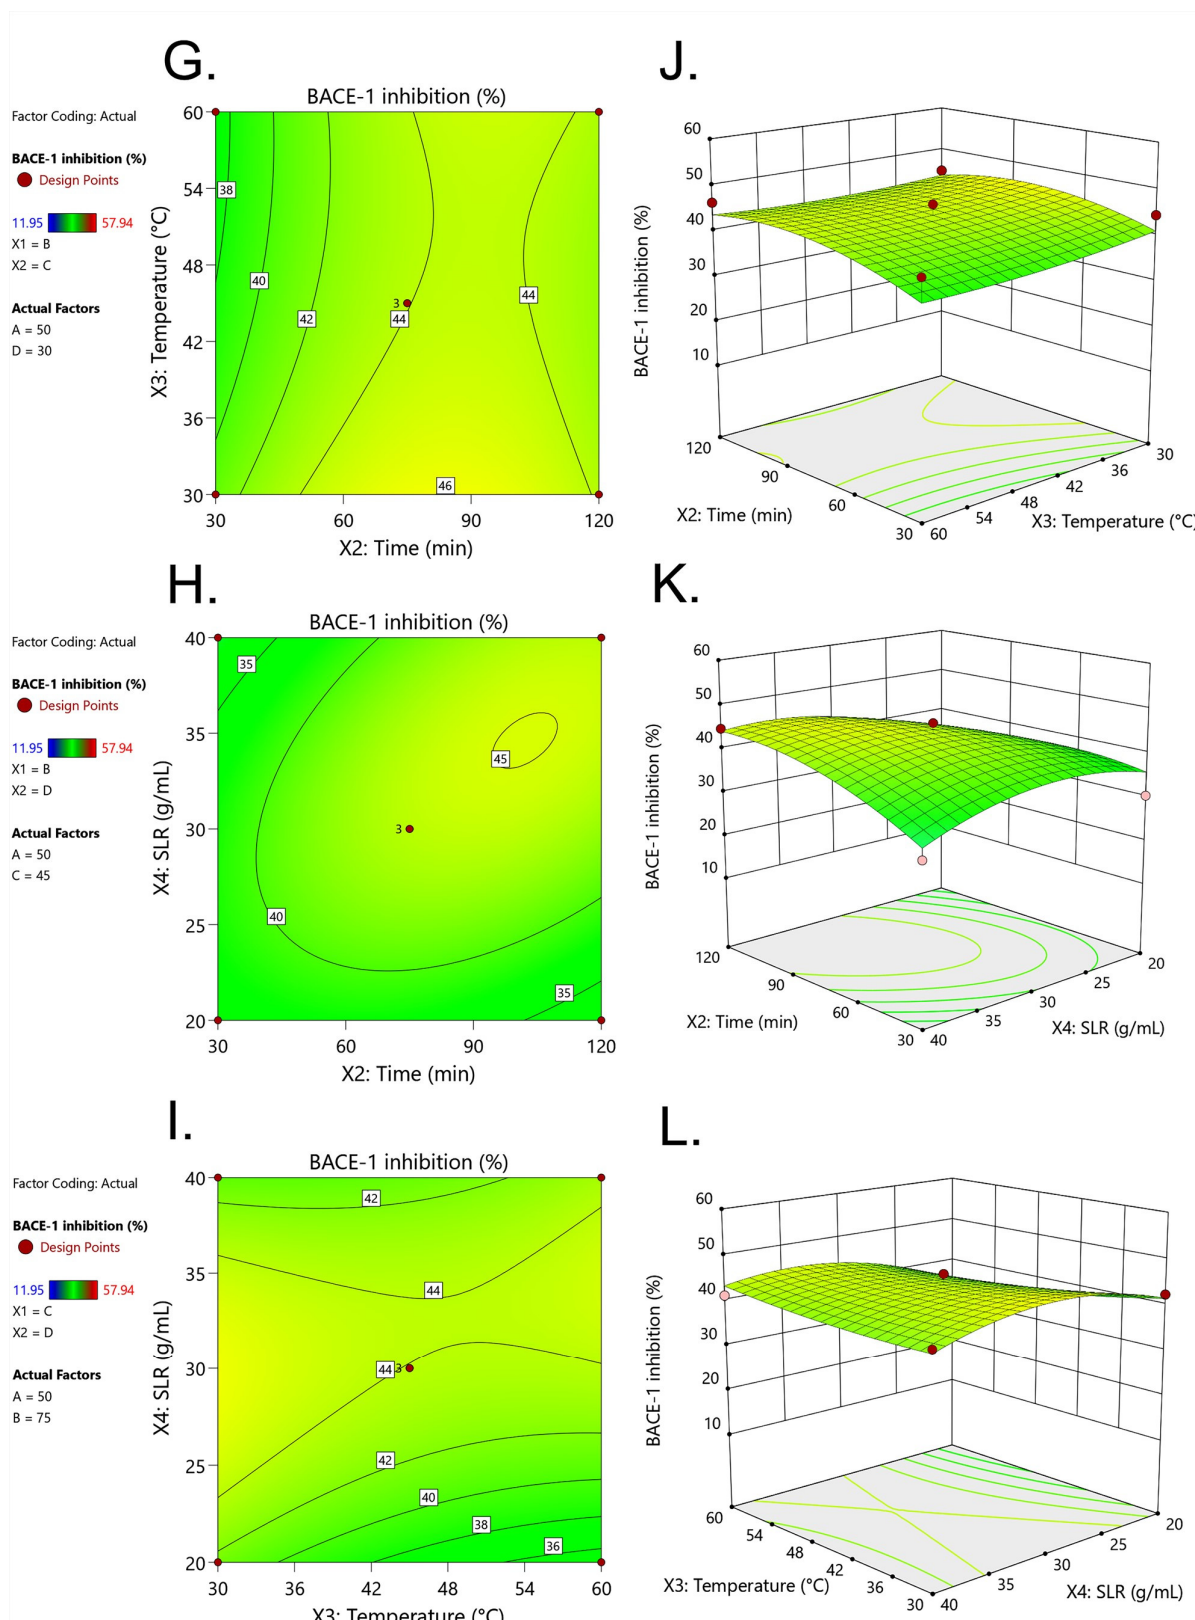 G.
BACE-1 inhibition (%)
Factor Coding: Actual
BACE-1 inhibition (%)
Design Points
11.95 57.94
X1 = B
X2 = C
Actual Factors
A = 50
D = 30
X3: Temperature (°C)
60
54
48
42
36
30
38
40
42
3
44
44
46
30 60 90 120
X2: Time (min)
J.
BACE-1 inhibition (%)
60
50
40
30
20
10
120
90
60
30
X2: Time (min)
60
54
48
42
36
30
X3: Temperature (°C)
H.
BACE-1 inhibition (%)
Factor Coding: Actual
BACE-1 inhibition (%)
Design Points
11.95 57.94
X1 = B
X2 = D
Actual Factors
A = 50
C = 45
X4: SLR (g/mL)
40
35
30
25
20
35
45
3
40
35
30 60 90 120
X2: Time (min)
K.
BACE-1 inhibition (%)
60
50
40
30
20
10
120
90
60
30
X2: Time (min)
40
35
30
25
20
X4: SLR (g/mL)
I.
BACE-1 inhibition (%)
Factor Coding: Actual
BACE-1 inhibition (%)
Design Points
11.95 57.94
X1 = C
X2 = D
Actual Factors
A = 50
B = 75
X4: SLR (g/mL)
40
35
30
25
20
42
44
44 3
42
40
38
36
30 36 42 48 54 60
X3: Temperature (°C)
L.
BACE-1 inhibition (%)
60
50
40
30
20
10
60
54
48
42
36
30
X3: Temperature (°C)
40
35
30
25
20
X4: SLR (g/mL)